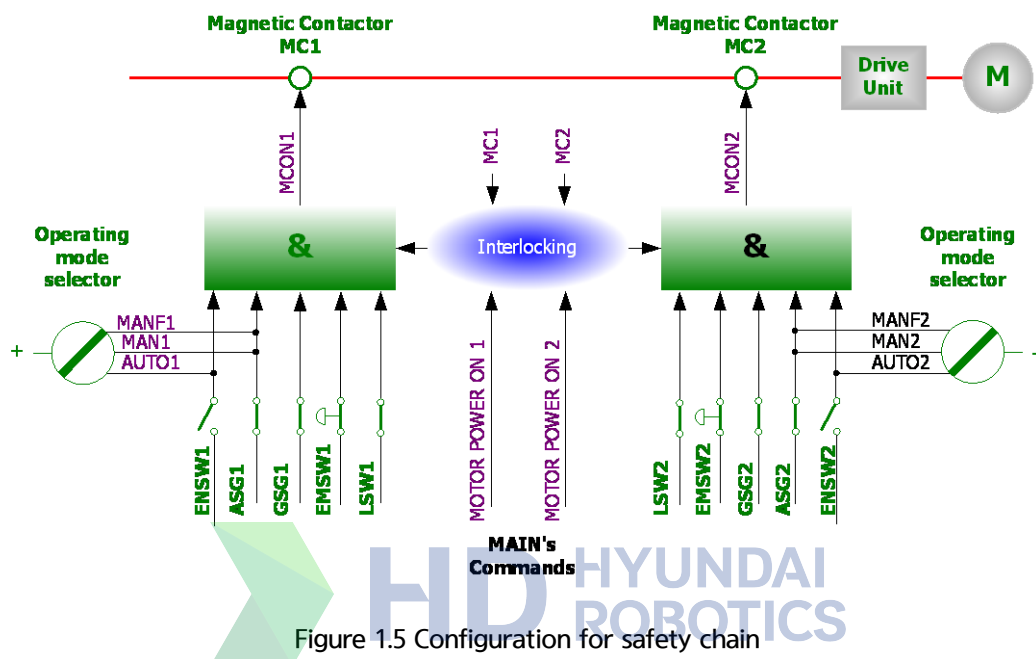 Magnetic Contactor
MC1
Magnetic Contactor
MC2
Drive
Unit
M
MCON1
MC1
MC2
MCON2
Operating
mode
selector
&
Interlocking
&
Operating
mode
selector
+
MANF1
MAN1
AUTO1
MANF2
MAN2
AUTO2
-
ENSW1
ASG1
GSG1
EMSW1
LSW1
MOTOR POWER ON 1
MOTOR POWER ON 2
LSW2
EMSW2
GSG2
ASG2
ENSW2
MAIN's
Commands
HD HYUNDAI
ROBOTICS
Figure 1.5 Configuration for safety chain